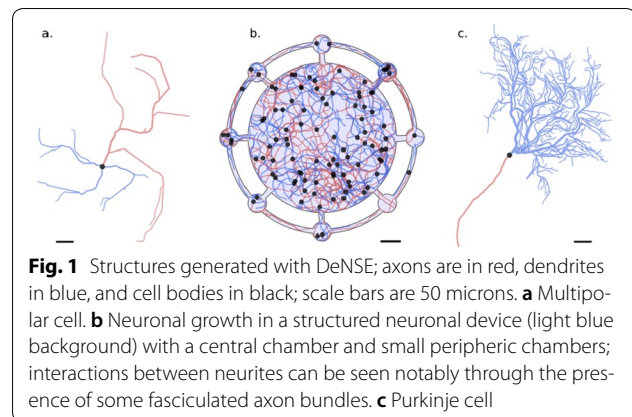 a.
b.
c.
Fig. 1 Structures generated with DeNSE; axons are in red, dendrites
in blue, and cell bodies in black; scale bars are 50 microns. a Multipo-
lar cell. b Neuronal growth in a structured neuronal device (light blue
background) with a central chamber and small peripheric chambers;
interactions between neurites can be seen notably through the pres-
ence of some fasciculated axon bundles. c Purkinje cell